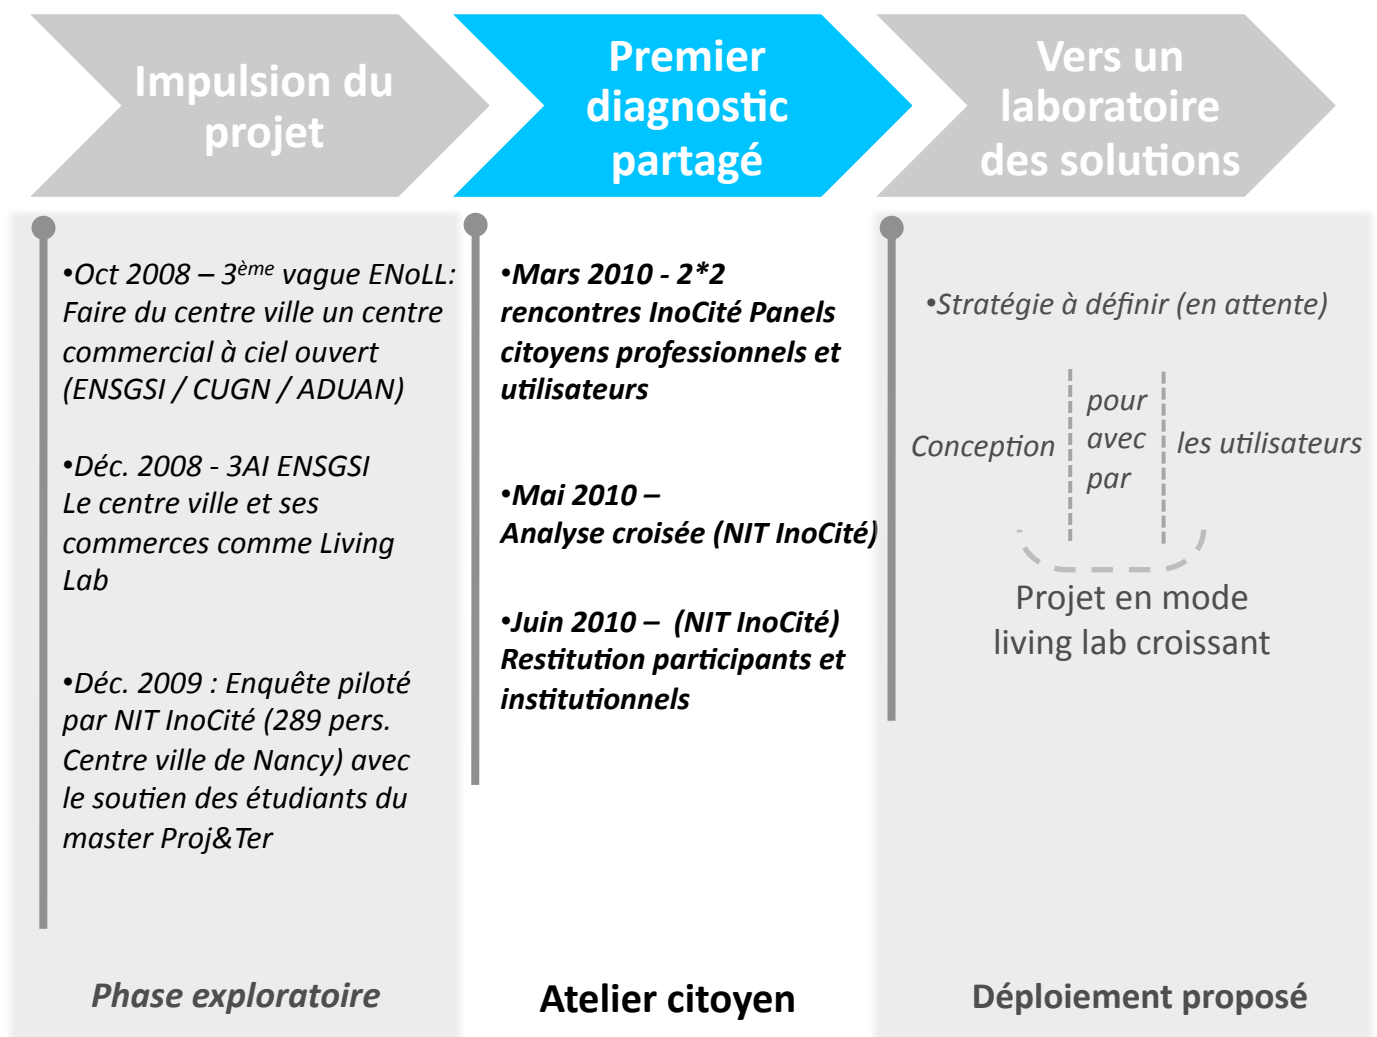 Impulsion du
projet
Premier
diagnostic
partagé
Vers un
laboratoire
des solutions
•Oct 2008 – 3ème vague ENoLL:
Faire du centre ville un centre
commercial à ciel ouvert
(ENSGSI / CUGN / ADUAN)
•Déc. 2008 - 3AI ENSGSI
Le centre ville et ses
commerces comme Living
Lab
•Déc. 2009 : Enquête piloté
par NIT InoCité (289 pers.
Centre ville de Nancy) avec
le soutien des étudiants du
master Proj&Ter
Phase exploratoire
•Mars 2010 - 2*2
rencontres InoCité Panels
citoyens professionnels et
utilisateurs
•Mai 2010 –
Analyse croisée (NIT InoCité)
•Juin 2010 – (NIT InoCité)
Restitution participants et
institutionnels
Atelier citoyen
•Stratégie à définir (en attente)
Conception
pour
avec
par
les utilisateurs
Projet en mode
living lab croissant
Déploiement proposé